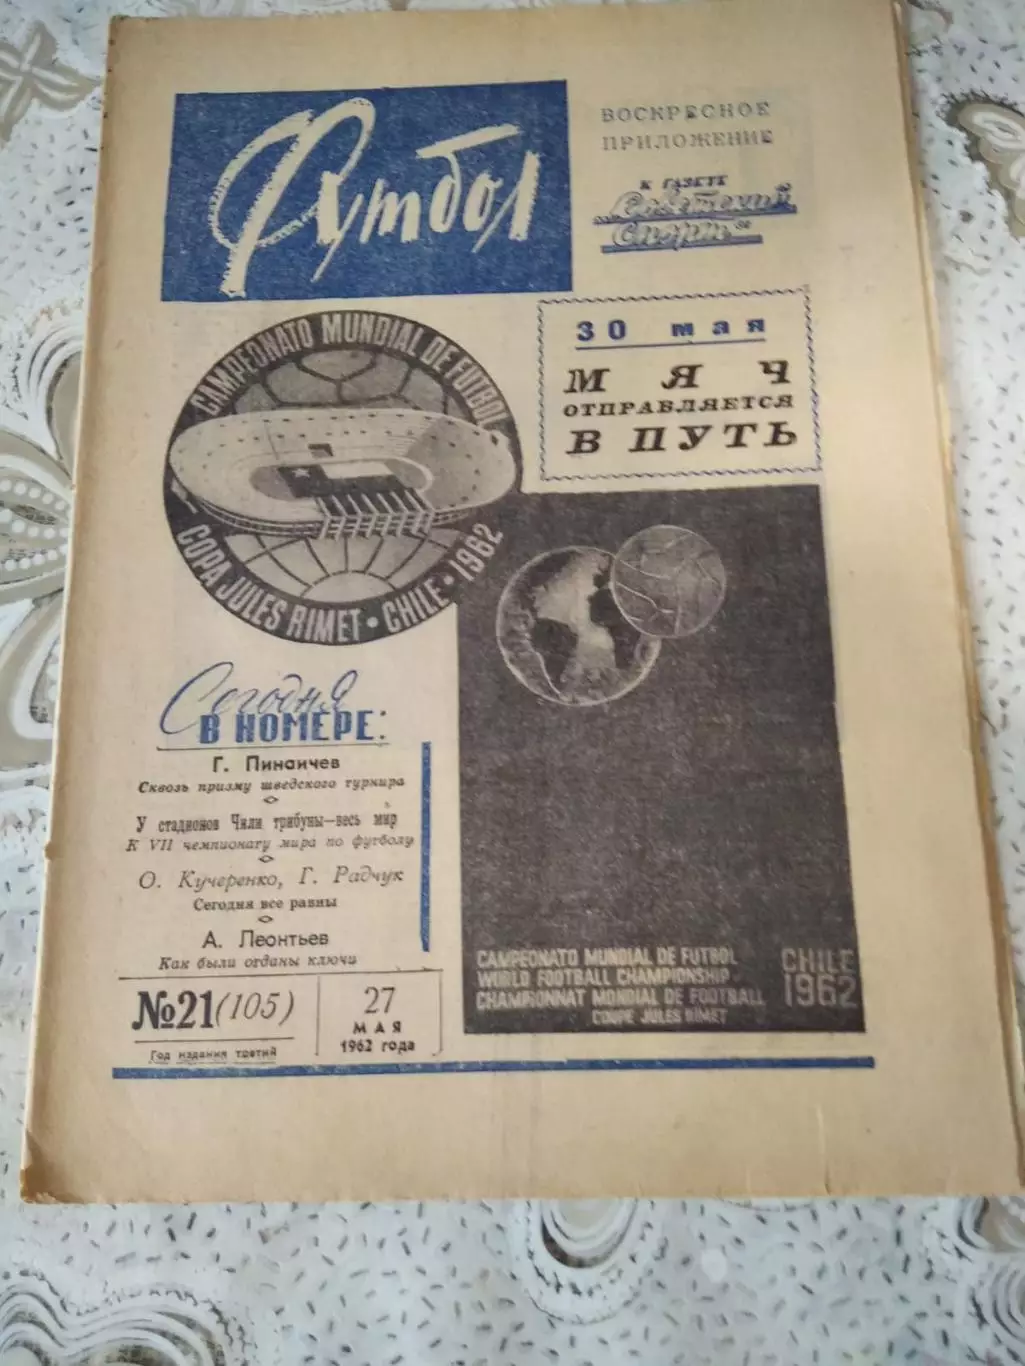 Футбол
ВОСКРЕСНОЕ
ПРИЛОЖЕНИЕ
К ГАЗЕТЕ
„Советский
Спорт“
30 мая
МЯЧ
ОТПРАВЛЯЕТСЯ
В ПУТЬ
CAMPEONATO MUNDIAL DE FUTBOL
COPA JULES RIMET • CHILE • 1962
Сегодня
В НОМЕРЕ:
Г. Пинаичев
Сквозь призму шведского турнира
У стадионов Чили трибуны—весь мир
К VII чемпионату мира по футболу
О. Кучеренко, Г. Радчук
Сегодня все равны
А. Леонтьев
Как были отданы ключи
№21 (105)
Год издания третий
27
МАЯ
1962 года
CAMPEONATO MUNDIAL DE FUTBOL
WORLD FOOTBALL CHAMPIONSHIP
CHAMPIONNAT MONDIAL DE FOOTBALL
COUPE JULES RIMET
CHILE
1962